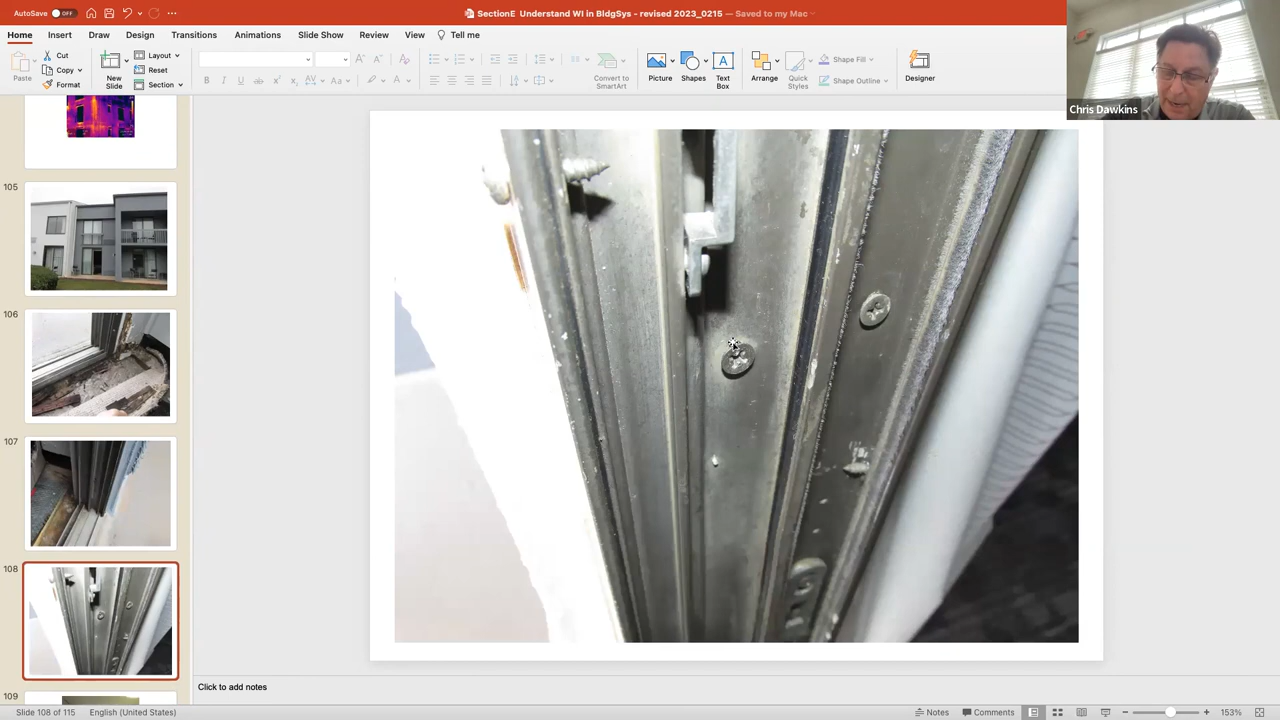 AutoSave OFF
SectionE Understand WI in BldgSys - revised 2023_0215 — Saved to my Mac
Home Insert Draw Design Transitions Animations Slide Show Review View Tell me
Paste
Cut
Copy
Format
New Slide
Layout
Reset
Section
Convert to SmartArt
Picture
Shapes
Text Box
Arrange
Quick Styles
Shape Fill
Shape Outline
Designer
Chris Dawkins
105
106
107
108
109
Click to add notes
Slide 108 of 115 English (United States) Notes Comments 153%